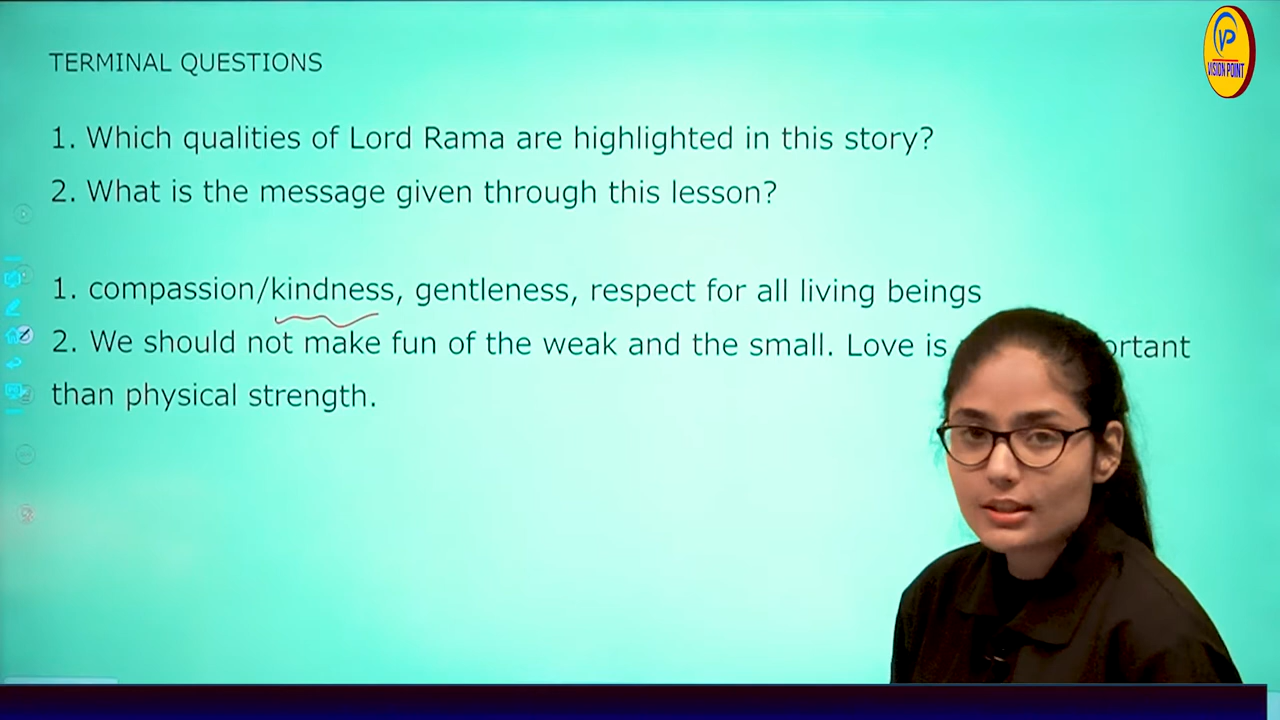 VP
VISION POINT
TERMINAL QUESTIONS
1. Which qualities of Lord Rama are highlighted in this story?
2. What is the message given through this lesson?
1. compassion/kindness, gentleness, respect for all living beings
2. We should not make fun of the weak and the small. Love is
than physical strength.